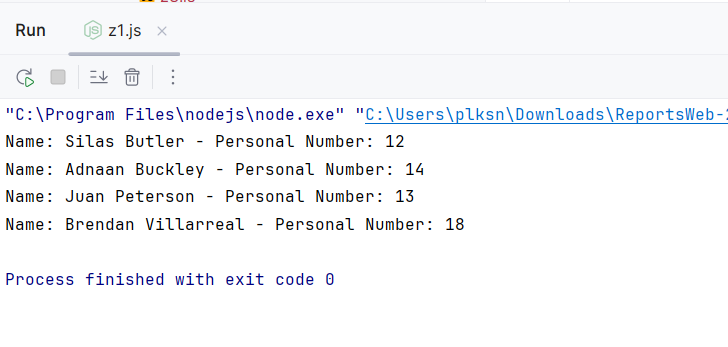 Run z1.js
"C:\Program Files\nodejs\node.exe" "C:\Users\plksn\Downloads\ReportsWeb-
Name: Silas Butler - Personal Number: 12
Name: Adnaan Buckley - Personal Number: 14
Name: Juan Peterson - Personal Number: 13
Name: Brendan Villarreal - Personal Number: 18
Process finished with exit code 0